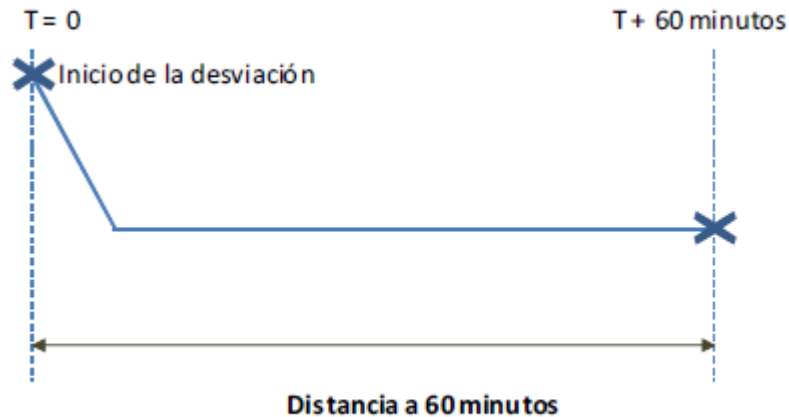 T = 0
T + 60 minutos
Inicio de la desviación
Distancia a 60 minutos